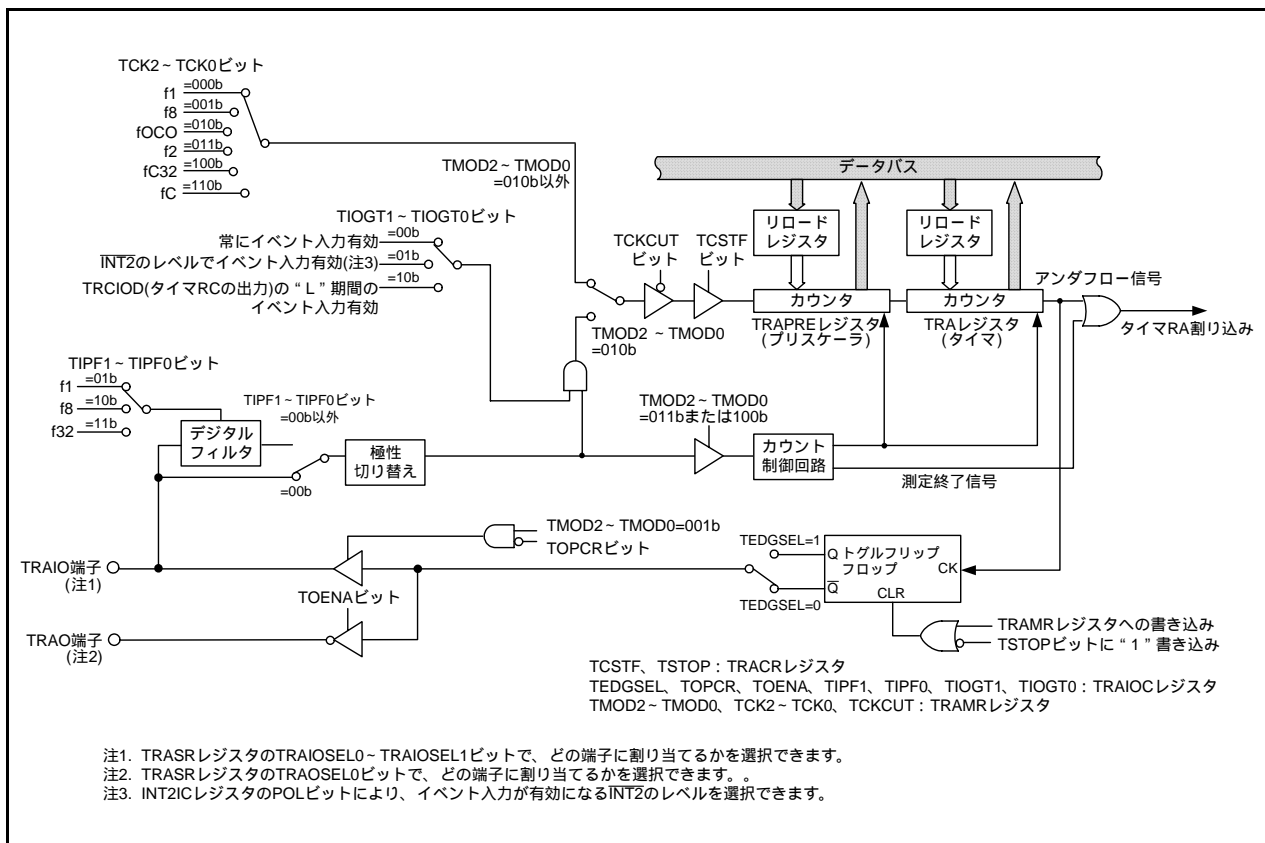 TCK2～TCK0ビット
f1 =000b
f8 =001b
fOCO =010b
f2 =011b
fC32 =100b
fC =110b
TMOD2～TMOD0
=010b以外
TIOGT1～TIOGT0ビット
常にイベント入力有効 =00b
INT2のレベルでイベント入力有効(注3) =01b
TRCIOD(タイマRCの出力)の“L”期間の
イベント入力有効
=10b
TMOD2～TMOD0
=010b
TCKCUT
ビット
TCSTF
ビット
データバス
リロード
レジスタ
リロード
レジスタ
カウンタ
カウンタ
TRAPREレジスタ
(プリスケーラ)
TRAレジスタ
(タイマ)
アンダフロー信号
タイマRA割り込み
TIPF1～TIPF0ビット
f1 =01b
f8 =10b
f32 =11b
デジタル
フィルタ
TIPF1～TIPF0ビット
=00b以外
=00b
極性
切り替え
TMOD2～TMOD0
=011bまたは100b
カウント
制御回路
測定終了信号
TMOD2～TMOD0=001b
TOPCRビット
TRAIO端子
(注1)
TOENAビット
TRAO端子
(注2)
TEDGSEL=1
TEDGSEL=0
Q トグルフリップ
フロップ
CK
Q
CLR
TRAMRレジスタへの書き込み
TSTOPビットに“1”書き込み
TCSTF、TSTOP：TRACRレジスタ
TEDGSEL、TOPCR、TOENA、TIPF1、TIPF0、TIOGT1、TIOGT0：TRAIOCレジスタ
TMOD2～TMOD0、TCK2～TCK0、TCKCUT：TRAMRレジスタ
注1. TRASRレジスタのTRAIOSEL0～TRAIOSEL1ビットで、どの端子に割り当てるかを選択できます。
注2. TRASRレジスタのTRAOSEL0ビットで、どの端子に割り当てるかを選択できます。。
注3. INT2ICレジスタのPOLビットにより、イベント入力が有効になるINT2のレベルを選択できます。